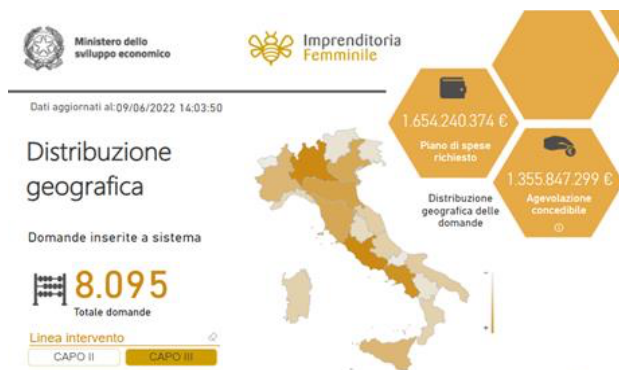 Ministero dello
sviluppo economico
Imprenditoria
Femminile
Dati aggiornati al:09/06/2022 14:03:50
1.654.240.374 €
Piano di spese
richiesto
Distribuzione
geografica
1.355.847.299 €
Agevolazione
concedibile
Distribuzione
geografica delle
domande
Domande inserite a sistema
8.095
Totale domande
Linea intervento
CAPO II
CAPO III